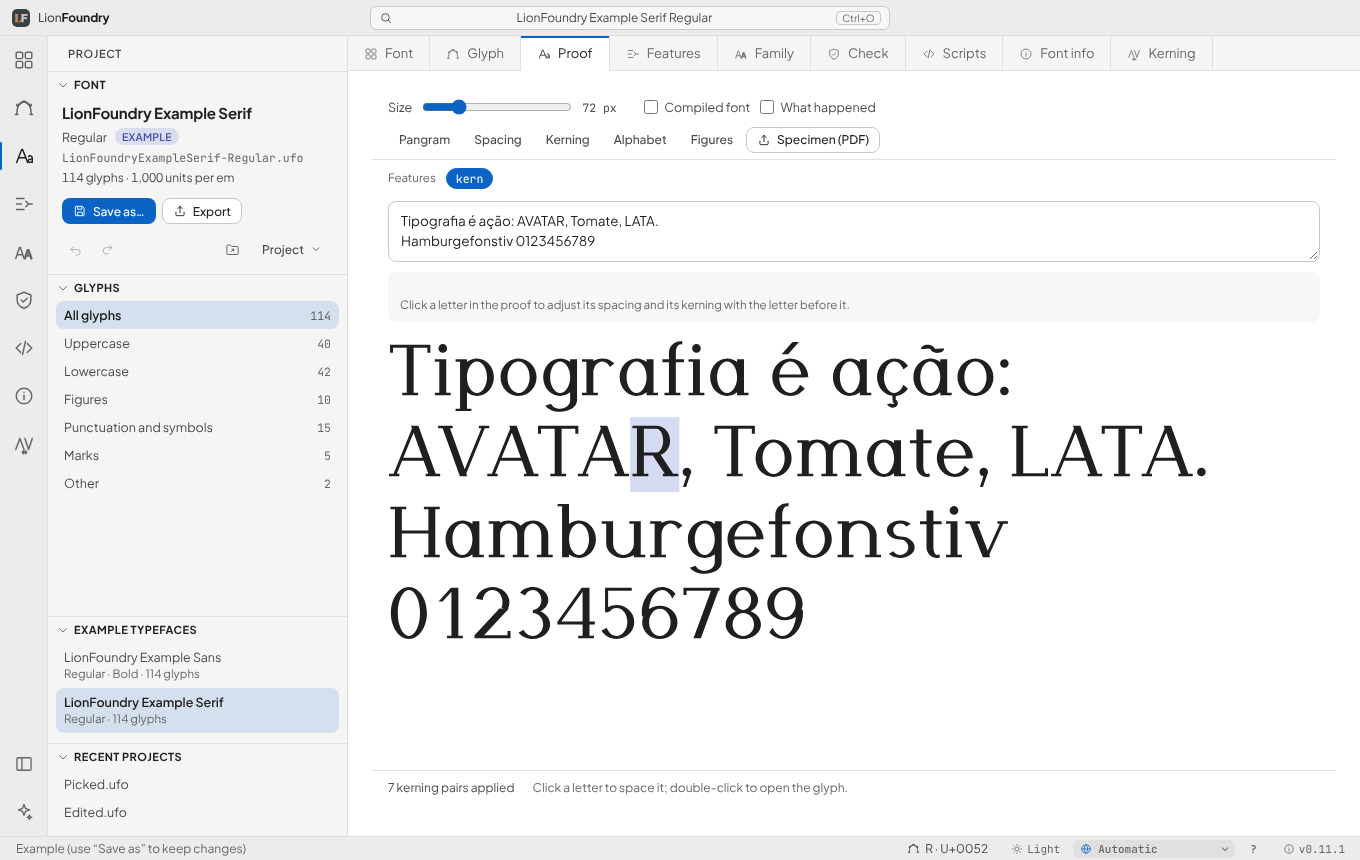 LF LionFoundry
LionFoundry Example Serif Regular Ctrl+O
PROJECT
Font Glyph Proof Features Family Check Scripts Font info Kerning
FONT
LionFoundry Example Serif
Regular EXAMPLE
LionFoundryExampleSerif-Regular.ufo
114 glyphs · 1,000 units per em
Save as… Export
Project
GLYPHS
All glyphs 114
Uppercase 40
Lowercase 42
Figures 10
Punctuation and symbols 15
Marks 5
Other 2
EXAMPLE TYPEFACES
LionFoundry Example Sans
Regular · Bold · 114 glyphs
LionFoundry Example Serif
Regular · 114 glyphs
RECENT PROJECTS
Picked.ufo
Edited.ufo
Size 72 px Compiled font What happened
Pangram Spacing Kerning Alphabet Figures Specimen (PDF)
Features kern
Tipografia é ação: AVATAR, Tomate, LATA.
Hamburgefonstiv 0123456789
Click a letter in the proof to adjust its spacing and its kerning with the letter before it.
Tipografia é ação:
AVATAR, Tomate, LATA.
Hamburgefonstiv
0123456789
7 kerning pairs applied Click a letter to space it; double-click to open the glyph.
Example (use “Save as” to keep changes) R · U+0052 Light Automatic ? v0.11.1